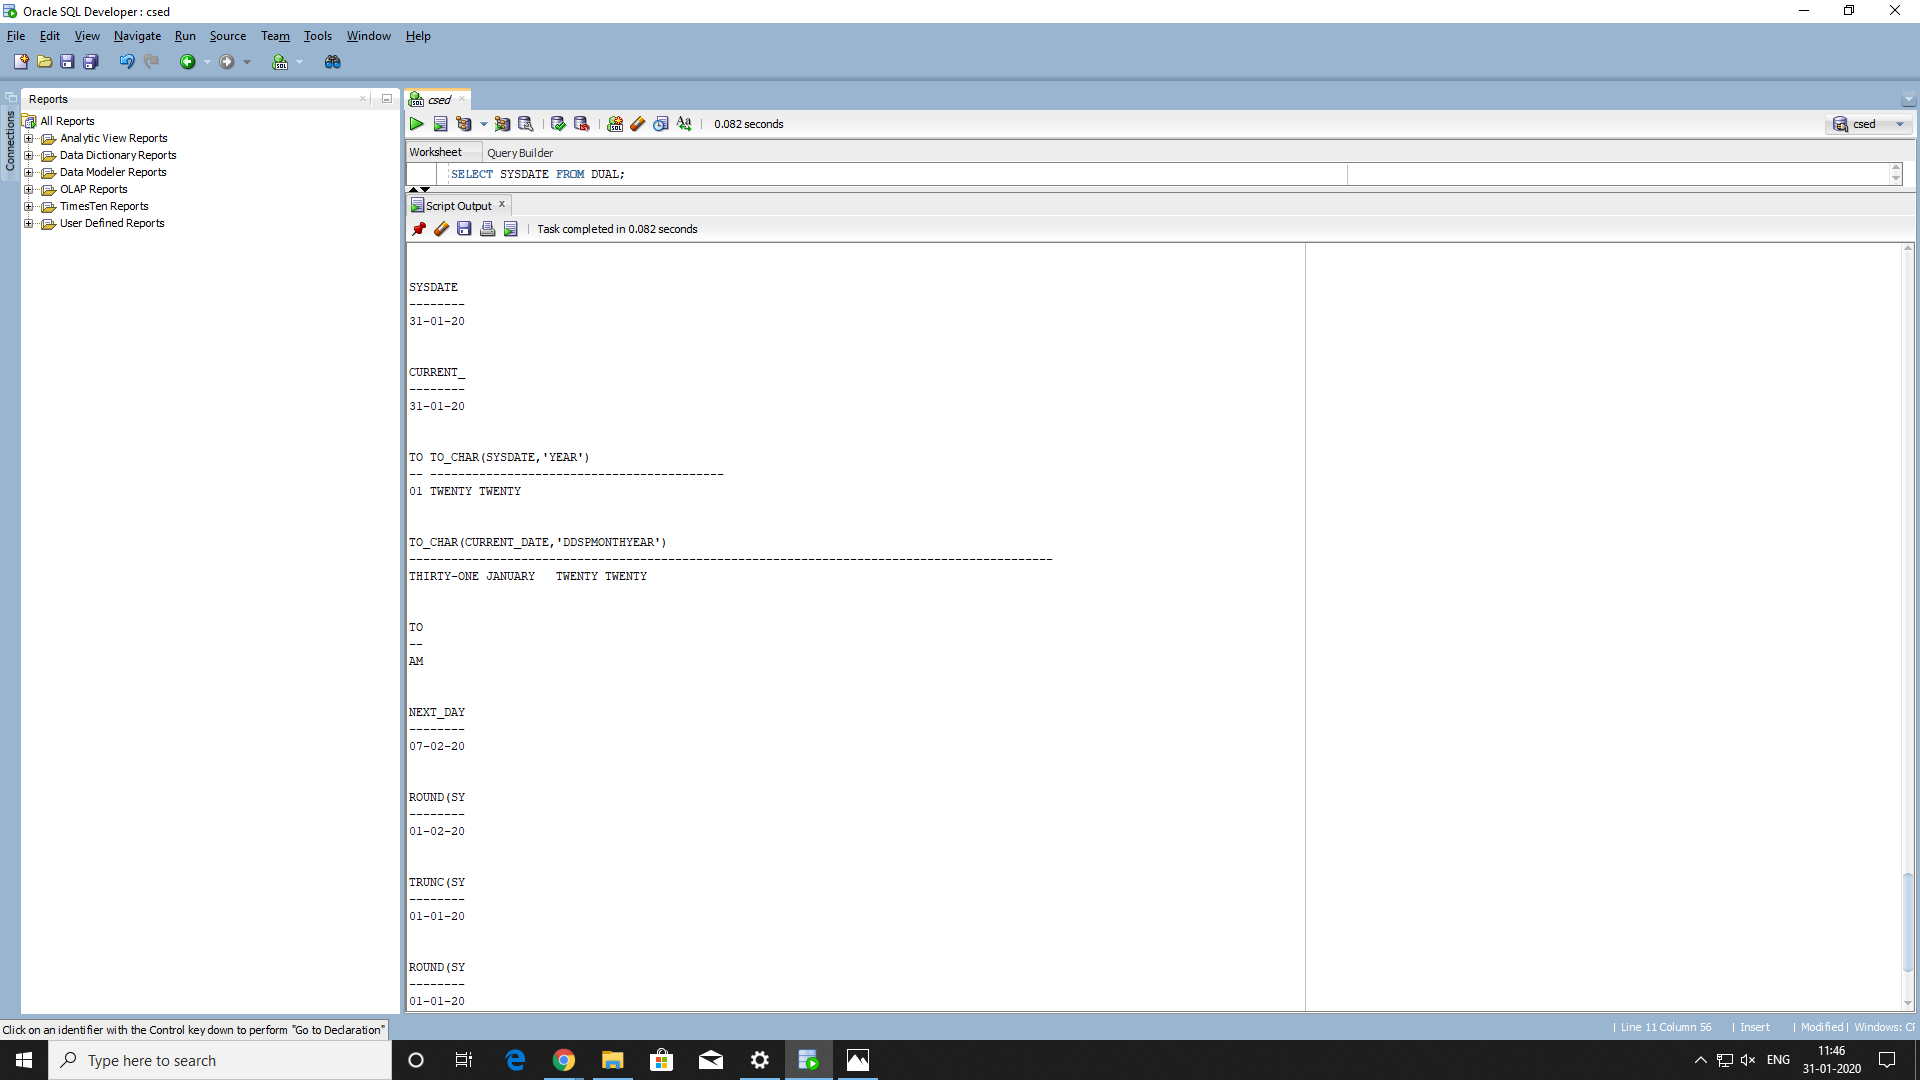 Oracle SQL Developer : csed
File Edit View Navigate Run Source Team Tools Window Help
Connections
Reports
All Reports
Analytic View Reports
Data Dictionary Reports
Data Modeler Reports
OLAP Reports
TimesTen Reports
User Defined Reports
csed
0.082 seconds
csed
Worksheet Query Builder
SELECT SYSDATE FROM DUAL;
Script Output
Task completed in 0.082 seconds
SYSDATE
--------
31-01-20
CURRENT_
--------
31-01-20
TO TO_CHAR(SYSDATE,'YEAR')
-- ------------------------------------------
01 TWENTY TWENTY
TO_CHAR(CURRENT_DATE,'DDSPMONTHYEAR')
--------------------------------------------------------------------------------------------
THIRTY-ONE JANUARY   TWENTY TWENTY
TO
--
AM
NEXT_DAY
--------
07-02-20
ROUND(SY
--------
01-02-20
TRUNC(SY
--------
01-01-20
ROUND(SY
--------
01-01-20
Click on an identifier with the Control key down to perform "Go to Declaration"
| Line 11 Column 56 | Insert | Modified | Windows: CF
Type here to search
ENG
11:46
31-01-2020